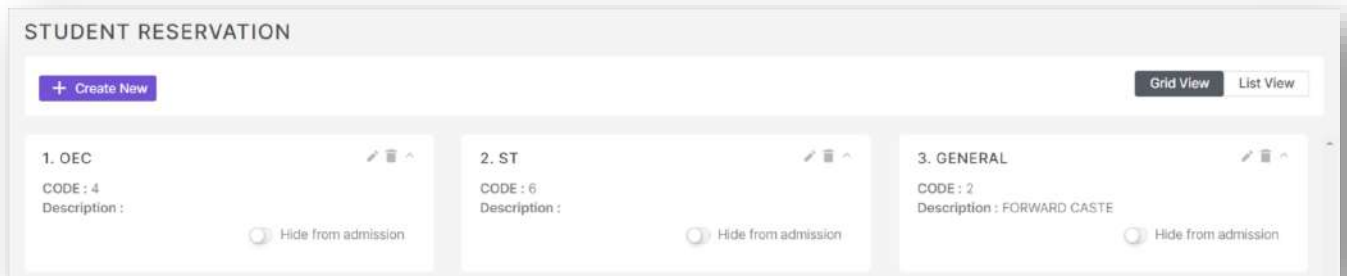 STUDENT RESERVATION
+ Create New
Grid View
List View
1. OEC
CODE : 4
Description :
Hide from admission
2. ST
CODE : 6
Description :
Hide from admission
3. GENERAL
CODE : 2
Description : FORWARD CASTE
Hide from admission